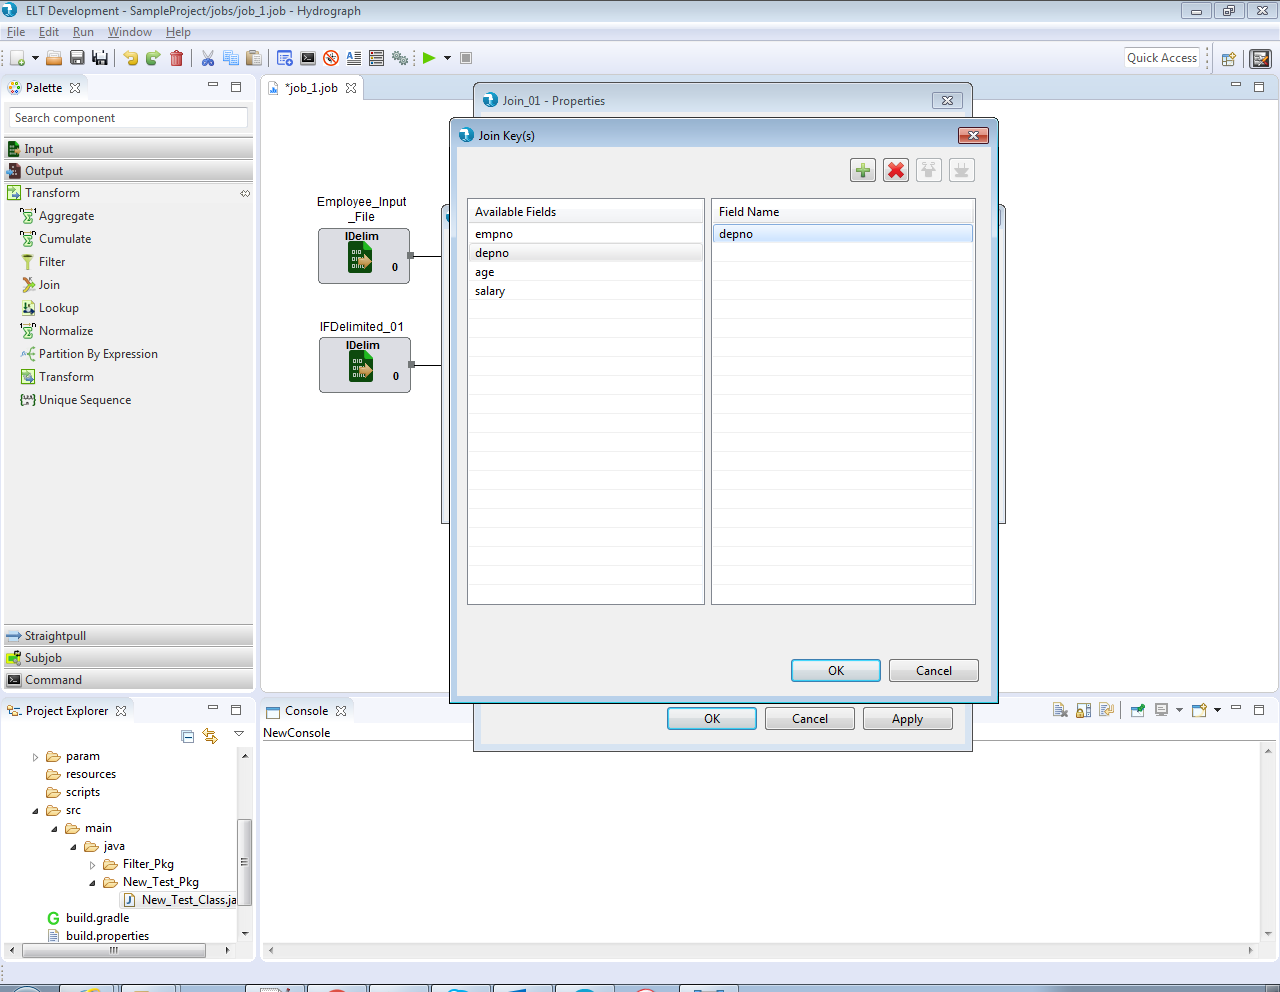 ELT Development - SampleProject/jobs/job_1.job - Hydrograph
File Edit Run Window Help
Quick Access
Palette
*job_1.job
Search component
Input
Output
Transform
Aggregate
Cumulate
Filter
Join
Lookup
Normalize
Partition By Expression
Transform
Unique Sequence
Straightpull
Subjob
Command
Employee_Input
_File
IDelim
0
IFDelimited_01
IDelim
0
Join_01 - Properties
Join Key(s)
Available Fields
empno
depno
age
salary
Field Name
depno
OK Cancel
OK Cancel Apply
Project Explorer
param
resources
scripts
src
main
java
Filter_Pkg
New_Test_Pkg
New_Test_Class.ja
build.gradle
build.properties
Console
NewConsole